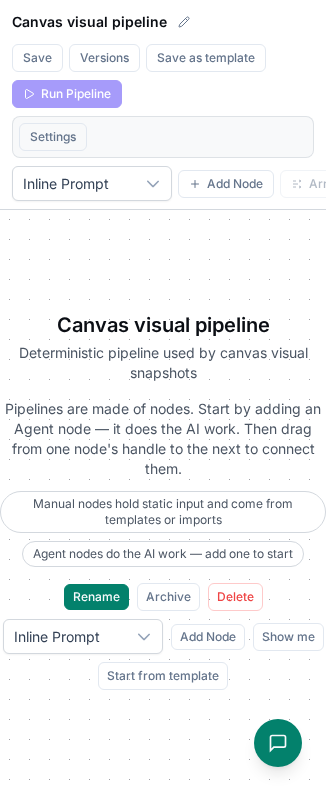 Canvas visual pipeline
Save Versions Save as template
Run Pipeline
Settings
Inline Prompt Add Node Arr
Canvas visual pipeline
Deterministic pipeline used by canvas visual
snapshots
Pipelines are made of nodes. Start by adding an
Agent node — it does the AI work. Then drag
from one node's handle to the next to connect
them.
Manual nodes hold static input and come from
templates or imports
Agent nodes do the AI work — add one to start
Rename Archive Delete
Inline Prompt Add Node Show me
Start from template